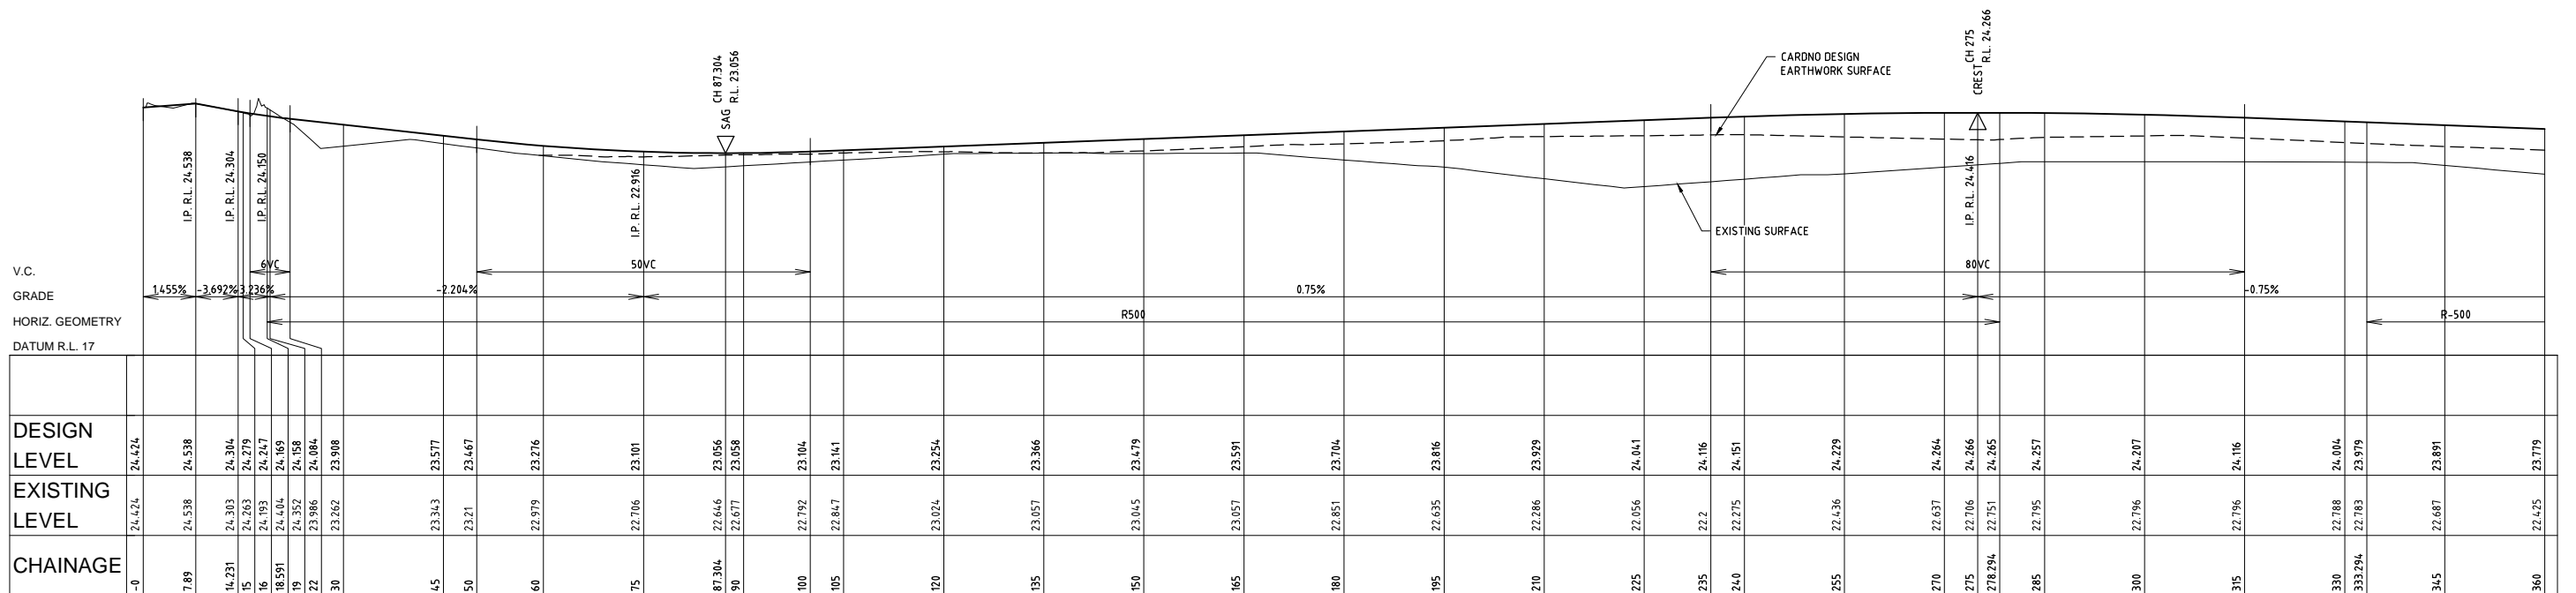 CH 275
R.L. 24.266
CREST
CH 87.304
R.L. 23.056
SAG
CARDNO DESIGN
EARTHWORK SURFACE
I.P. R.L. 24.538
I.P. R.L. 24.304
I.P. R.L. 24.150
I.P. R.L. 22.916
I.P. R.L. 24.416
EXISTING SURFACE
V.C. 6VC 50VC 80VC
GRADE 1.455% -3.692% 3.236% -2.204% 0.75% -0.75%
HORIZ. GEOMETRY R500 R-500
DATUM R.L. 17
DESIGN
LEVEL
24.424 24.538 24.304 24.279 24.247 24.169 24.158 24.084 23.908 23.577 23.467 23.276 23.101 23.056 23.058 23.104 23.141 23.254 23.366 23.479 23.591 23.704 23.816 23.929 24.041 24.116 24.151 24.229 24.264 24.266 24.265 24.257 24.207 24.116 24.004 23.979 23.891 23.779
EXISTING
LEVEL
24.424 24.538 24.303 24.263 24.193 24.404 24.352 23.986 23.262 23.343 23.21 22.979 22.706 22.646 22.677 22.792 22.847 23.024 23.057 23.045 23.057 22.851 22.635 22.286 22.056 22.2 22.275 22.436 22.637 22.706 22.751 22.795 22.796 22.796 22.788 22.783 22.687 22.425
CHAINAGE
-0 7.89 14.231 15 16 18.591 19 22 30 45 50 60 75 87.304 90 100 105 120 135 150 165 180 195 210 225 235 240 255 270 275 278.294 285 300 315 330 333.294 345 360